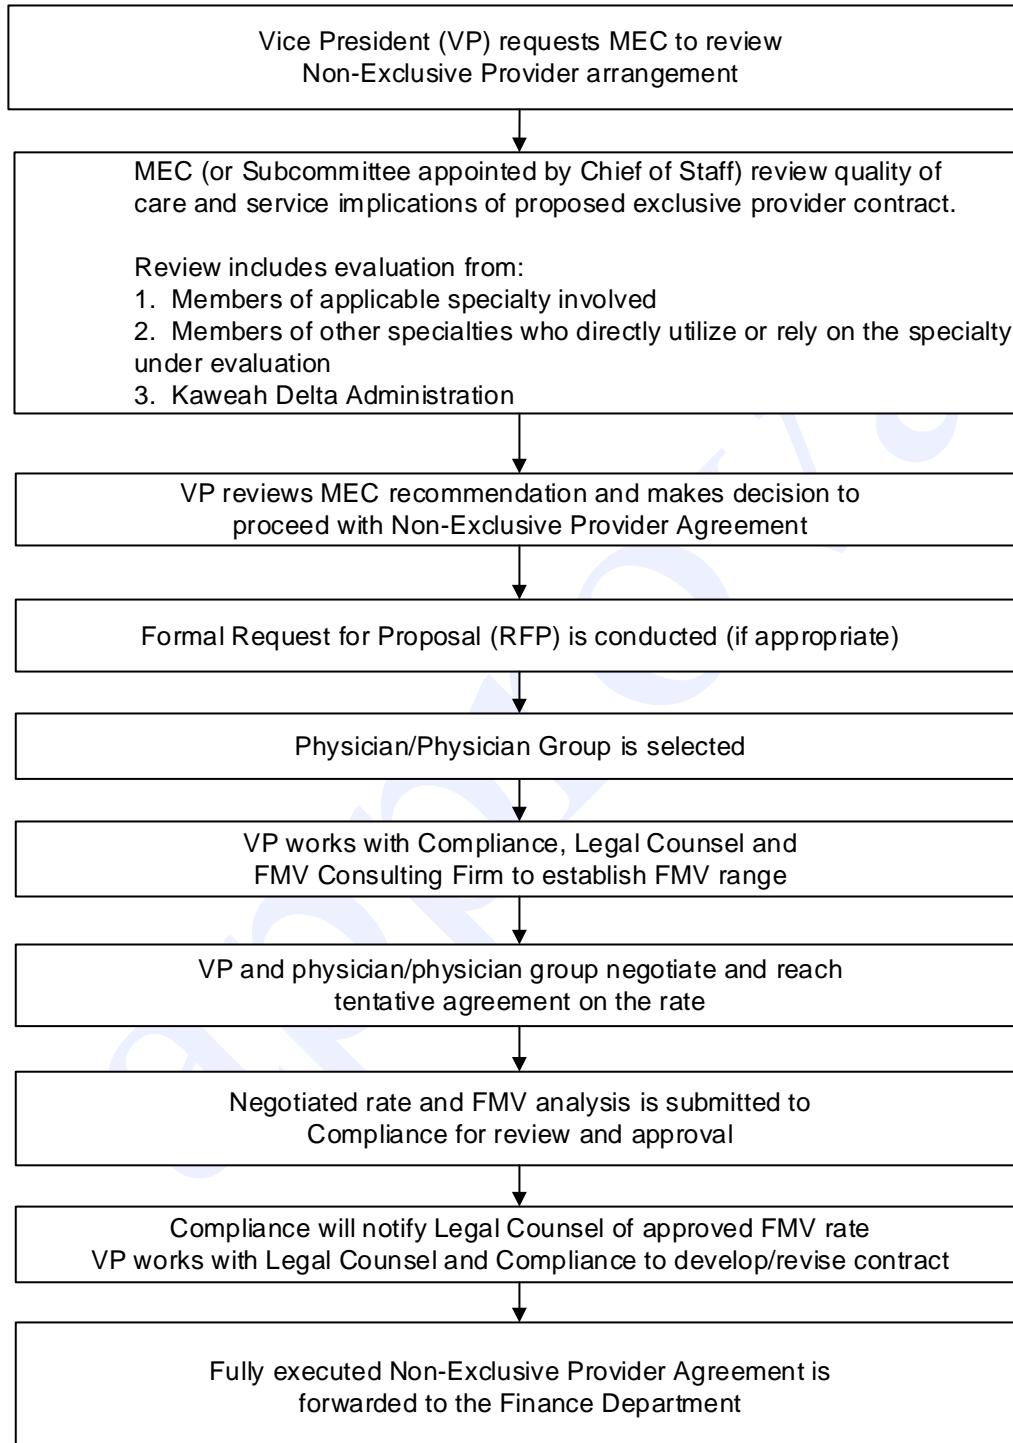 Vice President (VP) requests MEC to review
Non-Exclusive Provider arrangement
MEC (or Subcommittee appointed by Chief of Staff) review quality of
care and service implications of proposed exclusive provider contract.
Review includes evaluation from:
1. Members of applicable specialty involved
2. Members of other specialties who directly utilize or rely on the specialty
under evaluation
3. Kaweah Delta Administration
VP reviews MEC recommendation and makes decision to
proceed with Non-Exclusive Provider Agreement
Formal Request for Proposal (RFP) is conducted (if appropriate)
Physician/Physician Group is selected
VP works with Compliance, Legal Counsel and
FMV Consulting Firm to establish FMV range
VP and physician/physician group negotiate and reach
tentative agreement on the rate
Negotiated rate and FMV analysis is submitted to
Compliance for review and approval
Compliance will notify Legal Counsel of approved FMV rate
VP works with Legal Counsel and Compliance to develop/revise contract
Fully executed Non-Exclusive Provider Agreement is
forwarded to the Finance Department